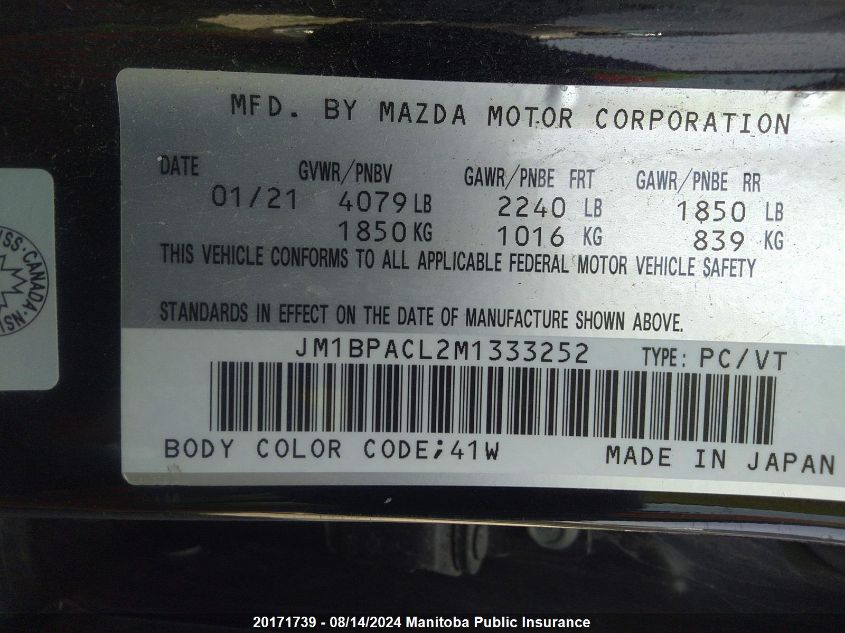 MFD. BY MAZDA MOTOR CORPORATION
DATE GVWR/PNBV GAWR/PNBE FRT GAWR/PNBE RR
01/21 4079 LB 2240 LB 1850 LB
1850 KG 1016 KG 839 KG
THIS VEHICLE CONFORMS TO ALL APPLICABLE FEDERAL MOTOR VEHICLE SAFETY
STANDARDS IN EFFECT ON THE DATE OF MANUFACTURE SHOWN ABOVE.
JM1BPACL2M1333252 TYPE: PC/VT
BODY COLOR CODE;41W MADE IN JAPAN
CANADA
20171739 - 08/14/2024 Manitoba Public Insurance